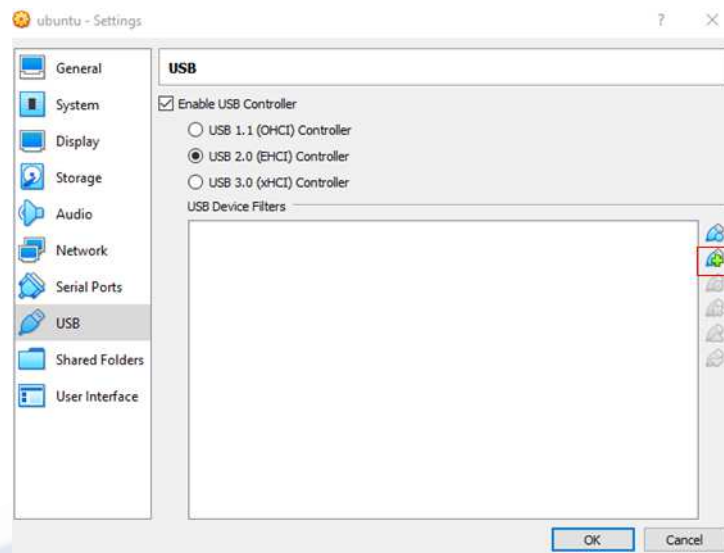 ubuntu - Settings
?
General
System
Display
Storage
Audio
Network
Serial Ports
USB
Shared Folders
User Interface
USB
Enable USB Controller
USB 1.1 (OHCI) Controller
USB 2.0 (EHCI) Controller
USB 3.0 (xHCI) Controller
USB Device Filters
OK
Cancel